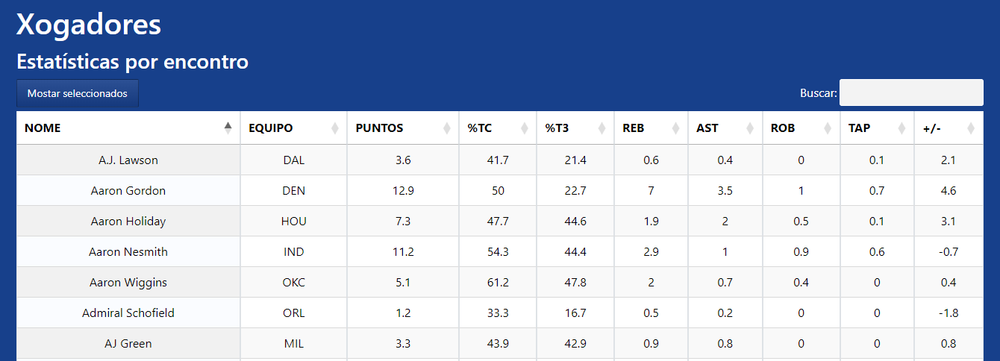 Xogadores
Estatísticas por encontro
Mostar seleccionados Buscar:
NOME EQUIPO PUNTOS %TC %T3 REB AST ROB TAP +/-
A.J. Lawson DAL 3.6 41.7 21.4 0.6 0.4 0 0.1 2.1
Aaron Gordon DEN 12.9 50 22.7 7 3.5 1 0.7 4.6
Aaron Holiday HOU 7.3 47.7 44.6 1.9 2 0.5 0.1 3.1
Aaron Nesmith IND 11.2 54.3 44.4 2.9 1 0.9 0.6 -0.7
Aaron Wiggins OKC 5.1 61.2 47.8 2 0.7 0.4 0 0.4
Admiral Schofield ORL 1.2 33.3 16.7 0.5 0.2 0 0 -1.8
AJ Green MIL 3.3 43.9 42.9 0.9 0.8 0 0 0.8